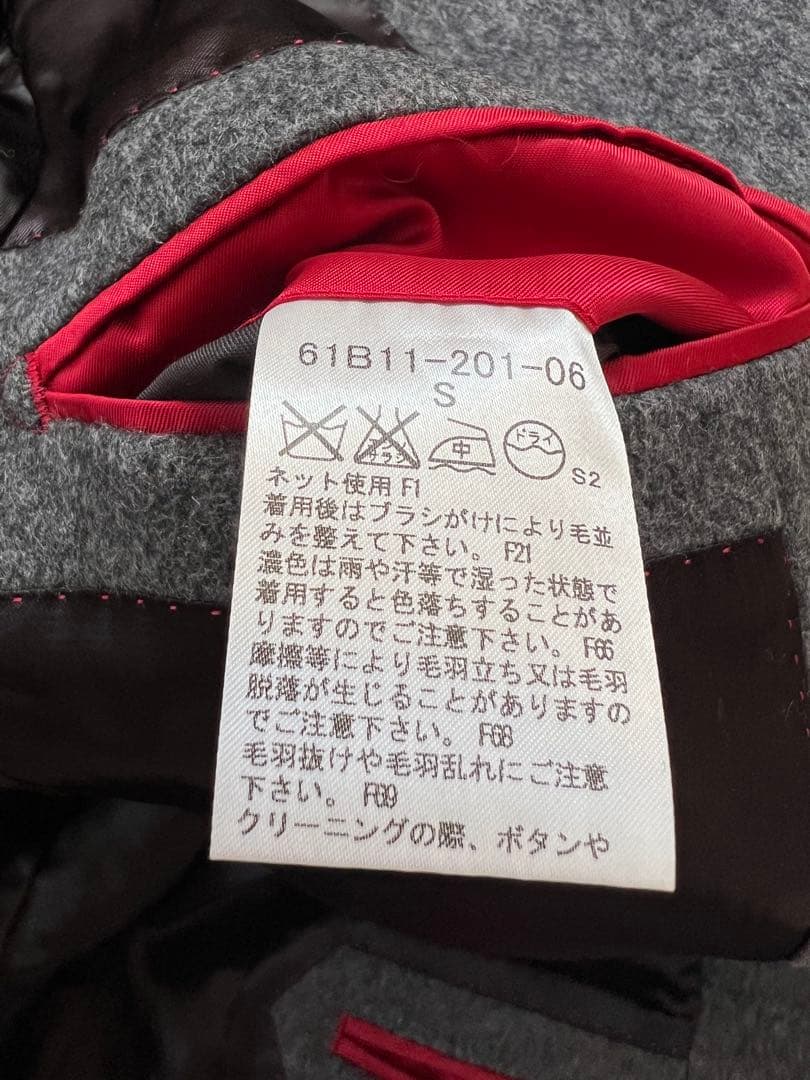 61B11-201-06
S
エンソ
サラシ
中
ドライ
S2
ネット使用 F1
着用後はブラシがけにより毛並
みを整えて下さい。 F21
濃色は雨や汗等で湿った状態で
着用すると色落ちすることがあ
りますのでご注意下さい。 F66
摩擦等により毛羽立ち又は毛羽
脱落が生じることがありますの
でご注意下さい。 F68
毛羽抜けや毛羽乱れにご注意
下さい。 F69
クリーニングの際、ボタンや